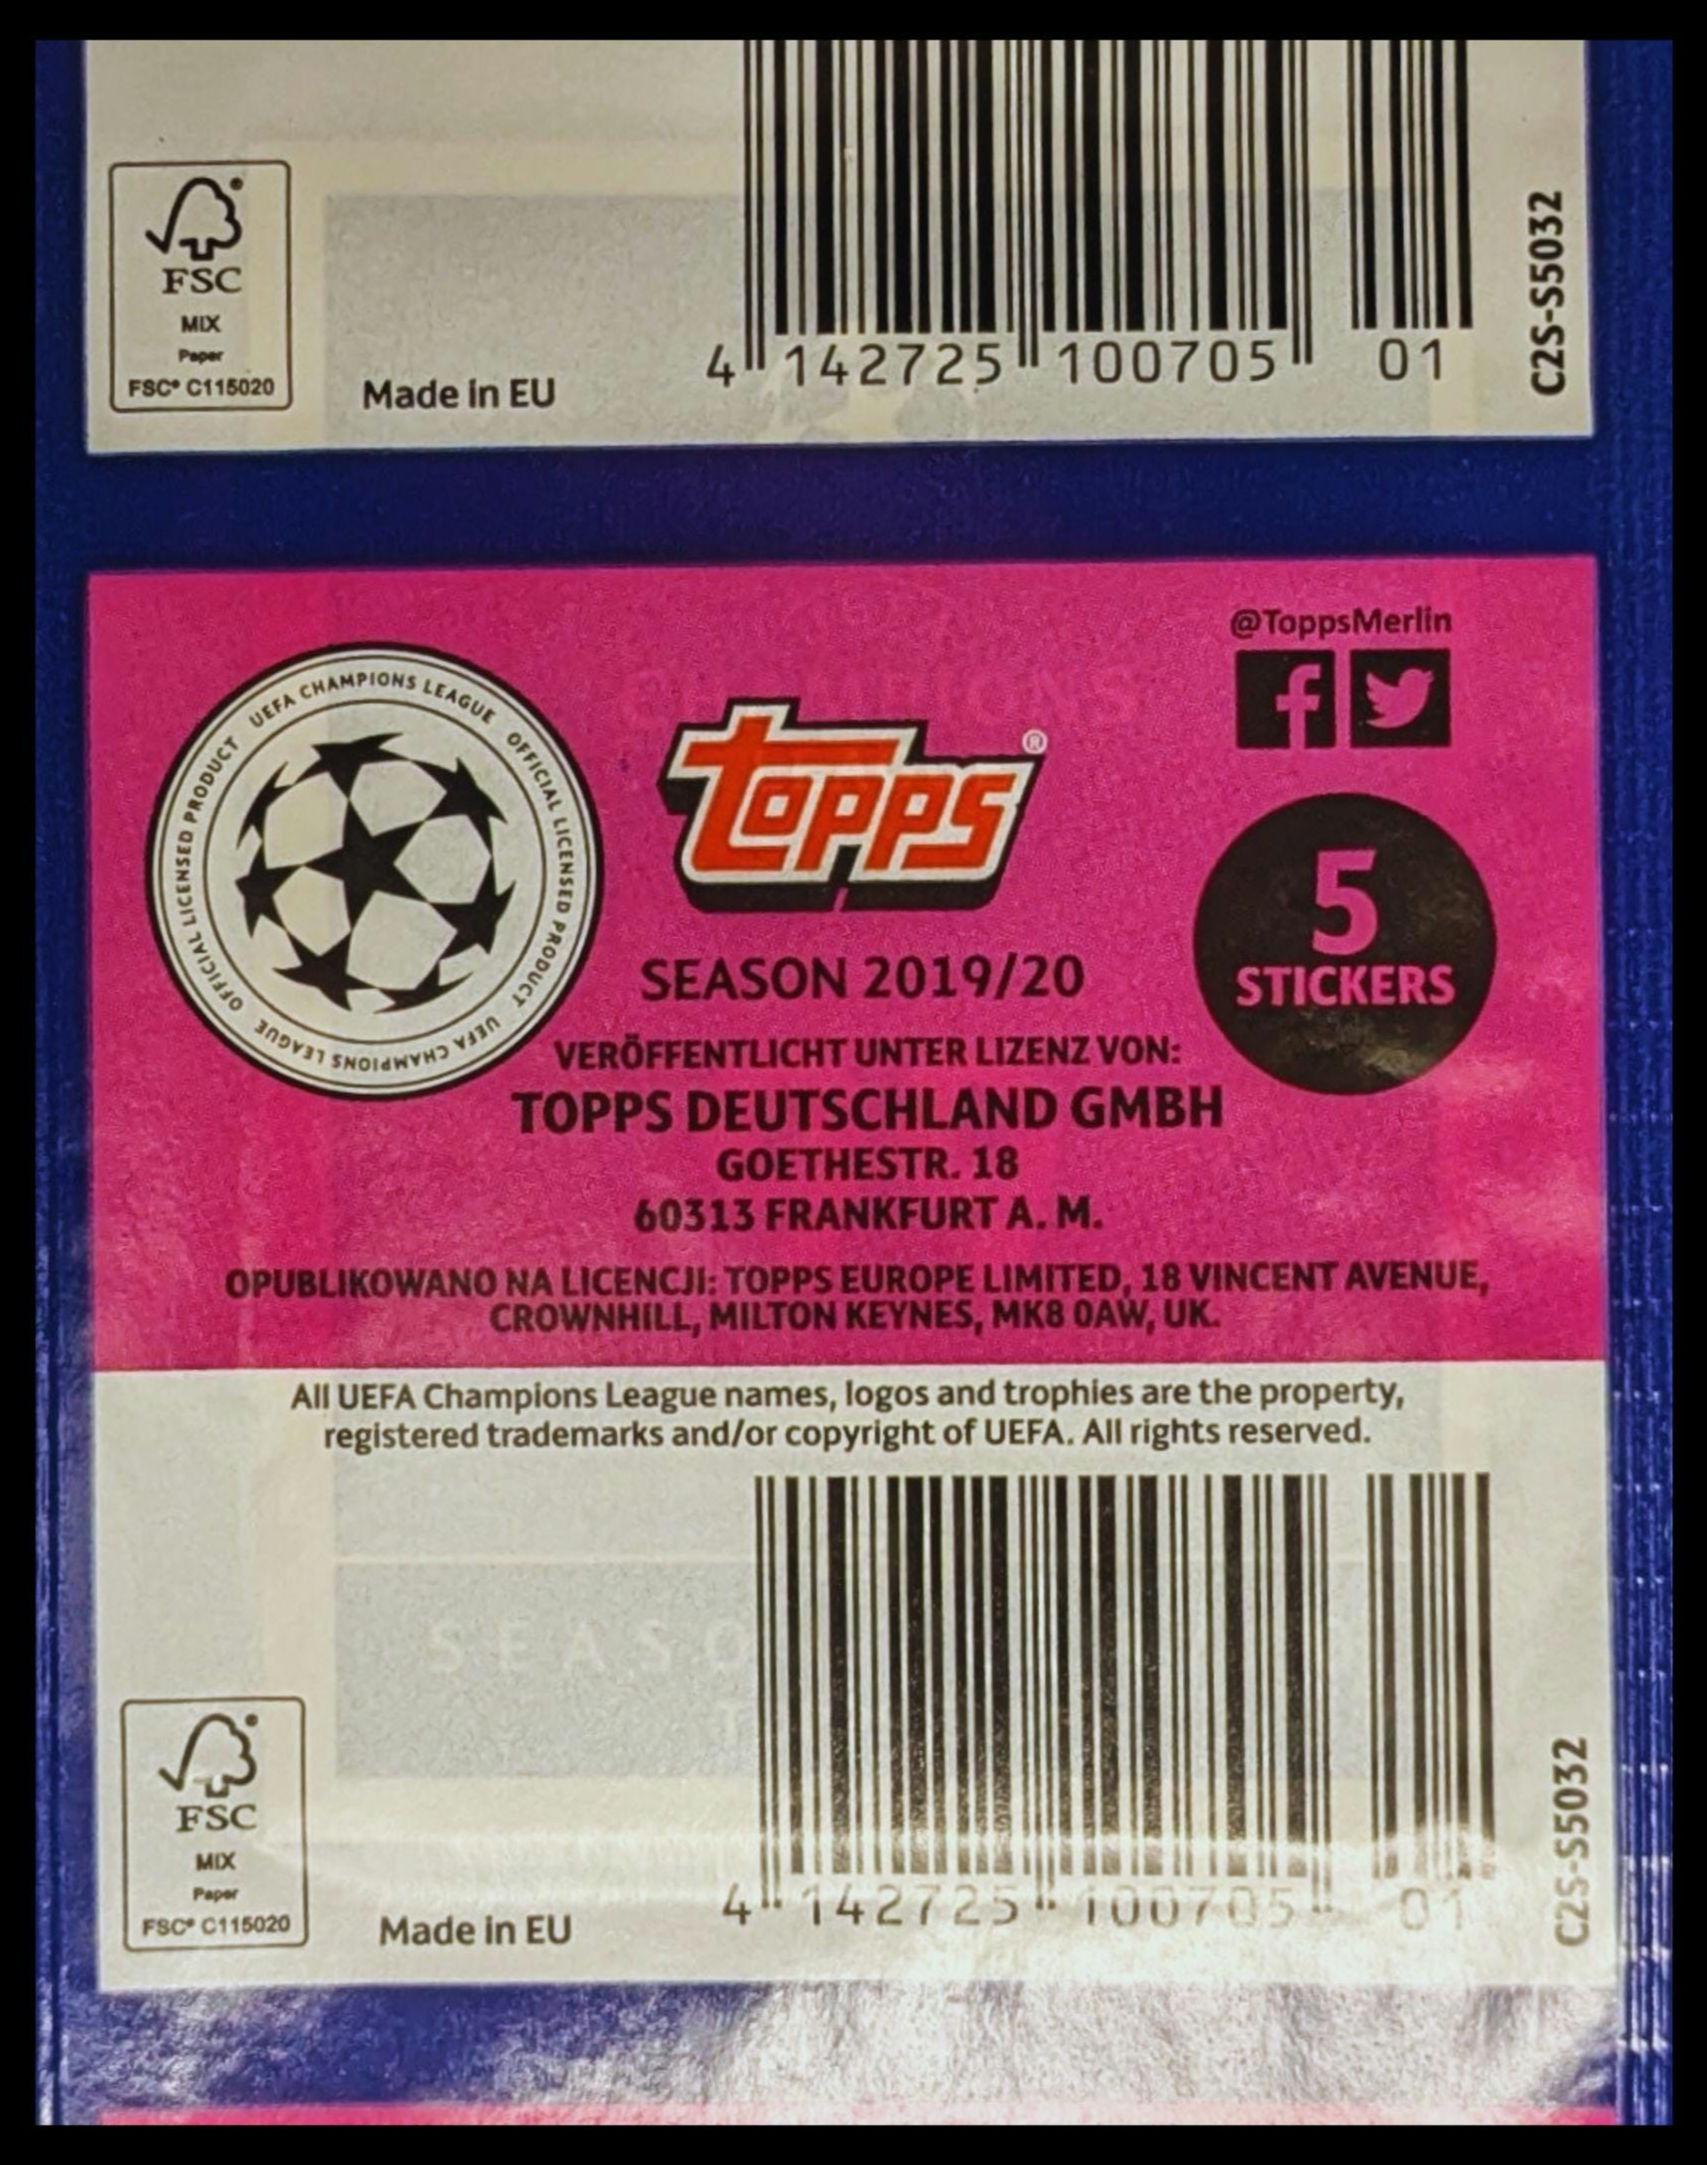 FSC
MIX
Paper
FSC® C115020
Made in EU
4 142725 100705 01
C2S-S5032
@ToppsMerlin
UEFA CHAMPIONS LEAGUE OFFICIAL LICENSED PRODUCT UEFA CHAMPIONS LEAGUE OFFICIAL LICENSED PRODUCT
CHAMPIONS
topps®
5
STICKERS
SEASON 2019/20
VERÖFFENTLICHT UNTER LIZENZ VON:
TOPPS DEUTSCHLAND GMBH
GOETHESTR. 18
60313 FRANKFURT A. M.
OPUBLIKOWANO NA LICENCJI: TOPPS EUROPE LIMITED, 18 VINCENT AVENUE,
CROWNHILL, MILTON KEYNES, MK8 0AW, UK.
All UEFA Champions League names, logos and trophies are the property,
registered trademarks and/or copyright of UEFA. All rights reserved.
SEASO
T
FSC
MIX
Paper
FSC® C115020
Made in EU
4 142725 100705 01
C2S-S5032